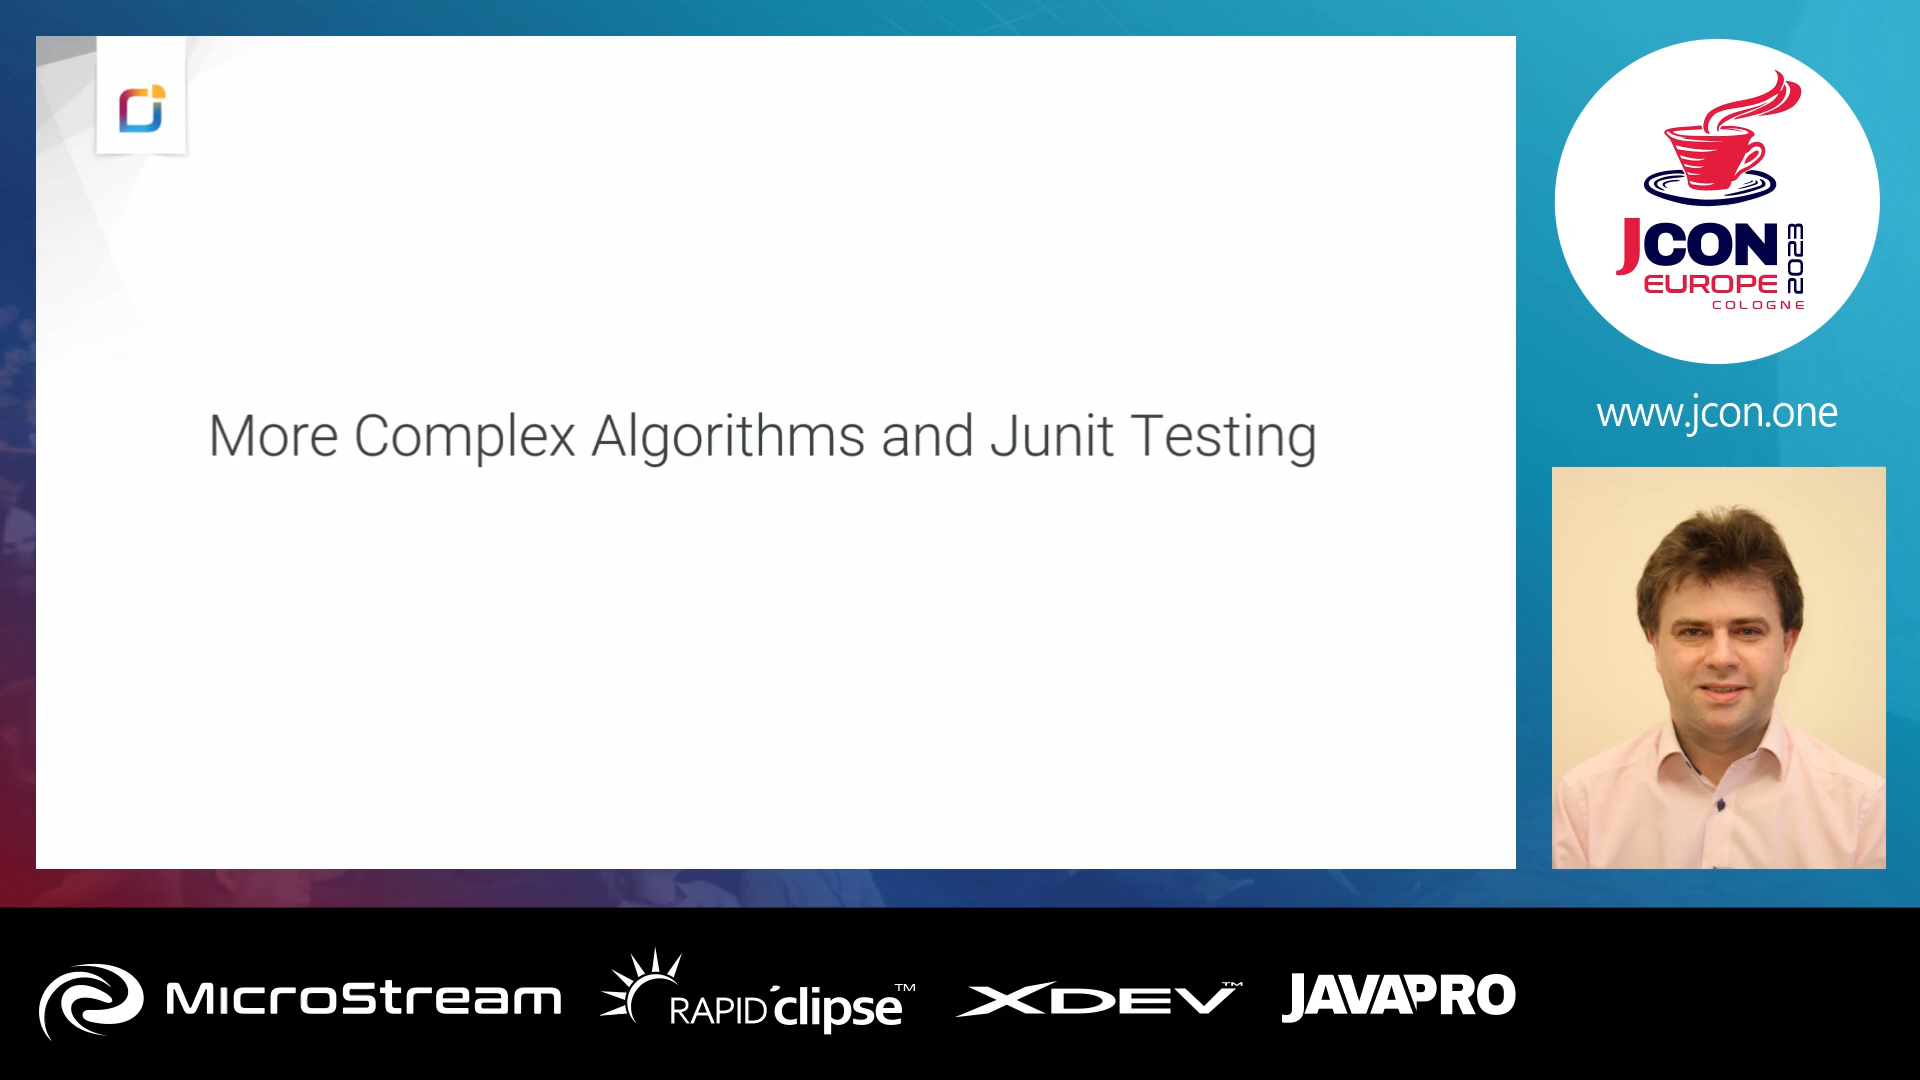 More Complex Algorithms and Junit Testing
JCON
EUROPE
2023
COLOGNE
www.jcon.one
MicroStream
RAPID'clipse™
XDEV™
JAVAPRO